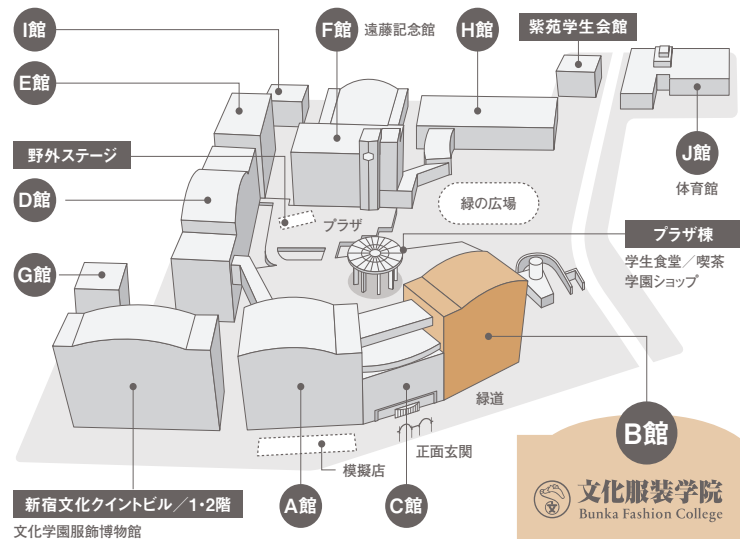 I館
F館 遠藤記念館
H館
紫苑学生会館
E館
野外ステージ
J館
体育館
D館
緑の広場
プラザ
プラザ棟
学生食堂／喫茶
学園ショップ
G館
緑道
B館
正面玄関
模擬店
文化服装学院
Bunka Fashion College
新宿文化クイントビル／1・2階
文化学園服飾博物館
A館
C館